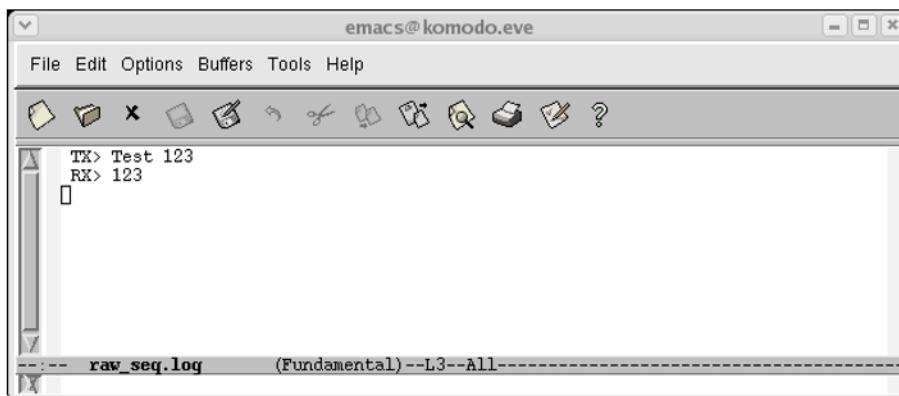 emacs@komodo.eve
File Edit Options Buffers Tools Help
TX> Test 123
RX> 123
--:-- raw_seq.log (Fundamental)--L3--All----------------------------------------